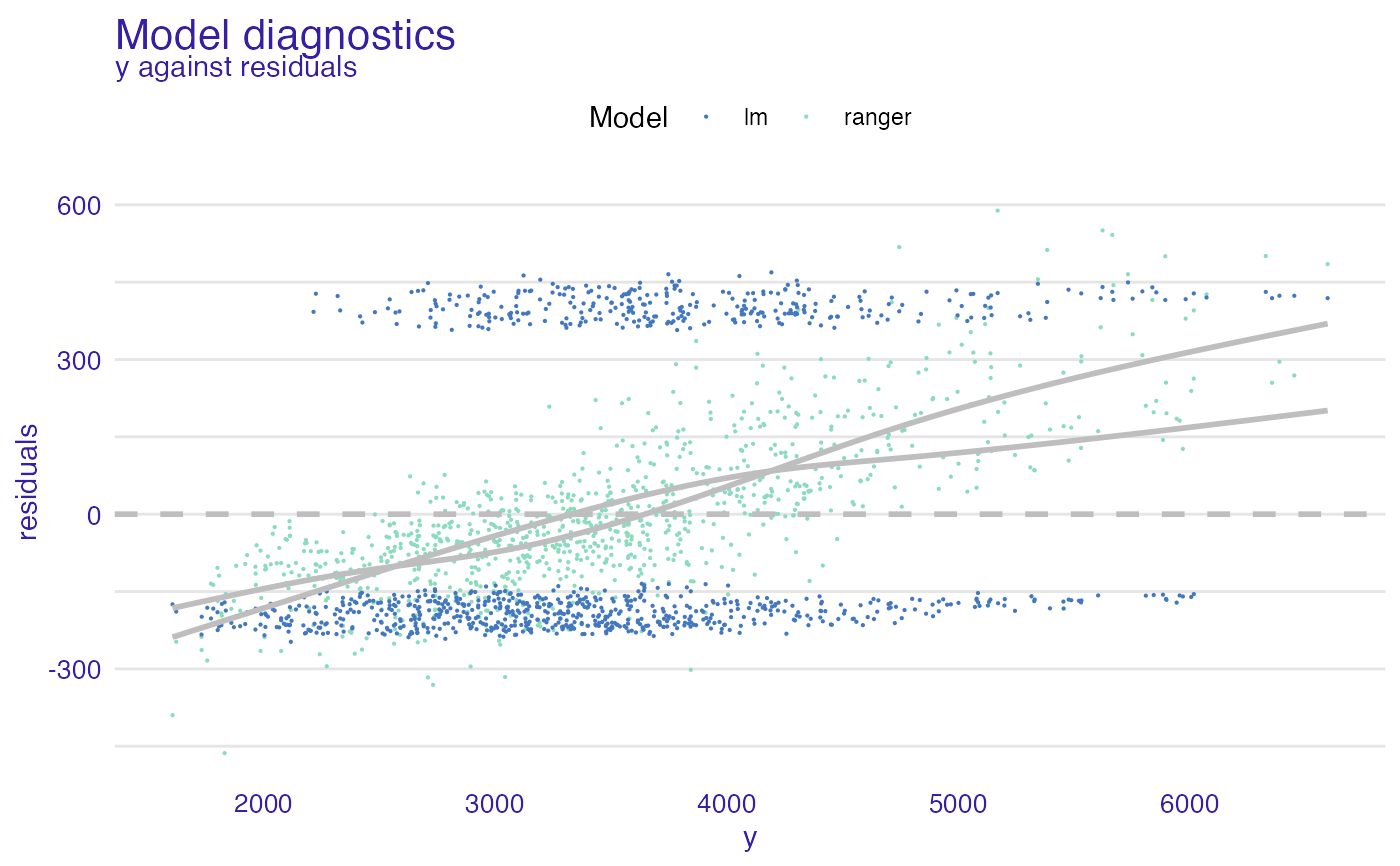 Model diagnostics
y against residuals
Model lm ranger
600
300
0
-300
residuals
2000 3000 4000 5000 6000
y